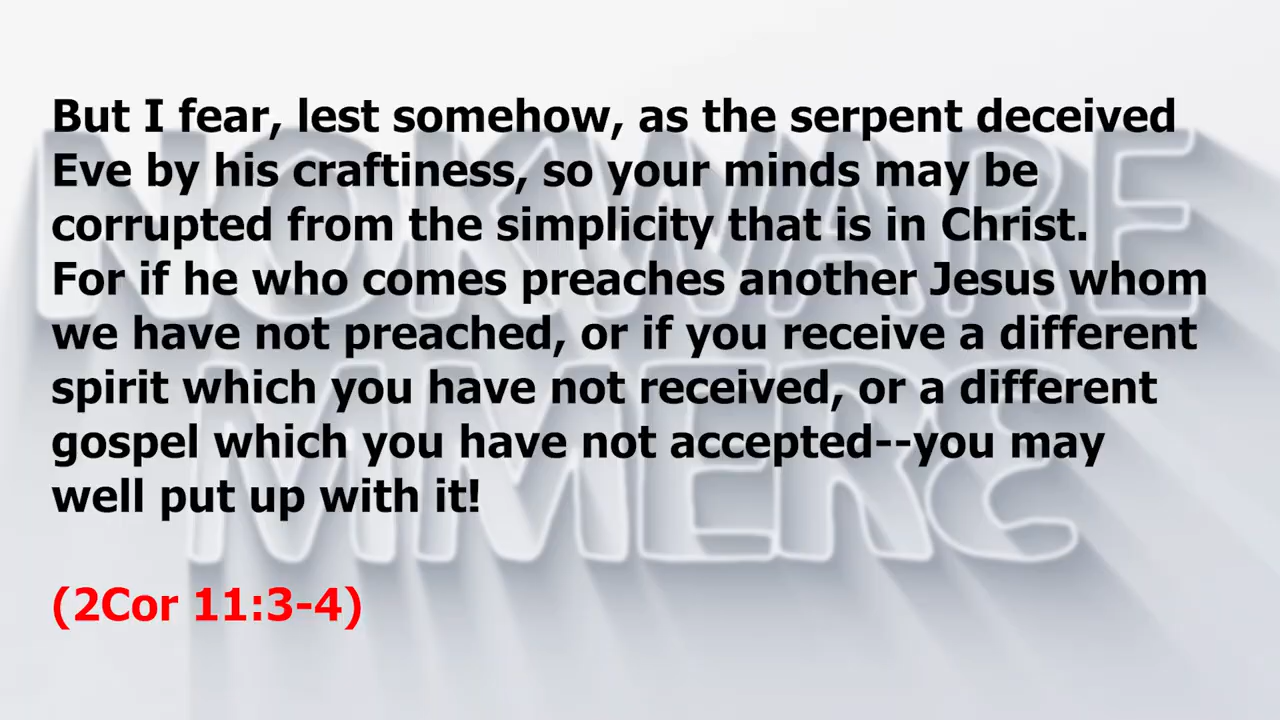 But I fear, lest somehow, as the serpent deceived
Eve by his craftiness, so your minds may be
corrupted from the simplicity that is in Christ.
For if he who comes preaches another Jesus whom
we have not preached, or if you receive a different
spirit which you have not received, or a different
gospel which you have not accepted--you may
well put up with it!
(2Cor 11:3-4)
NOKWARE
MMERƐ